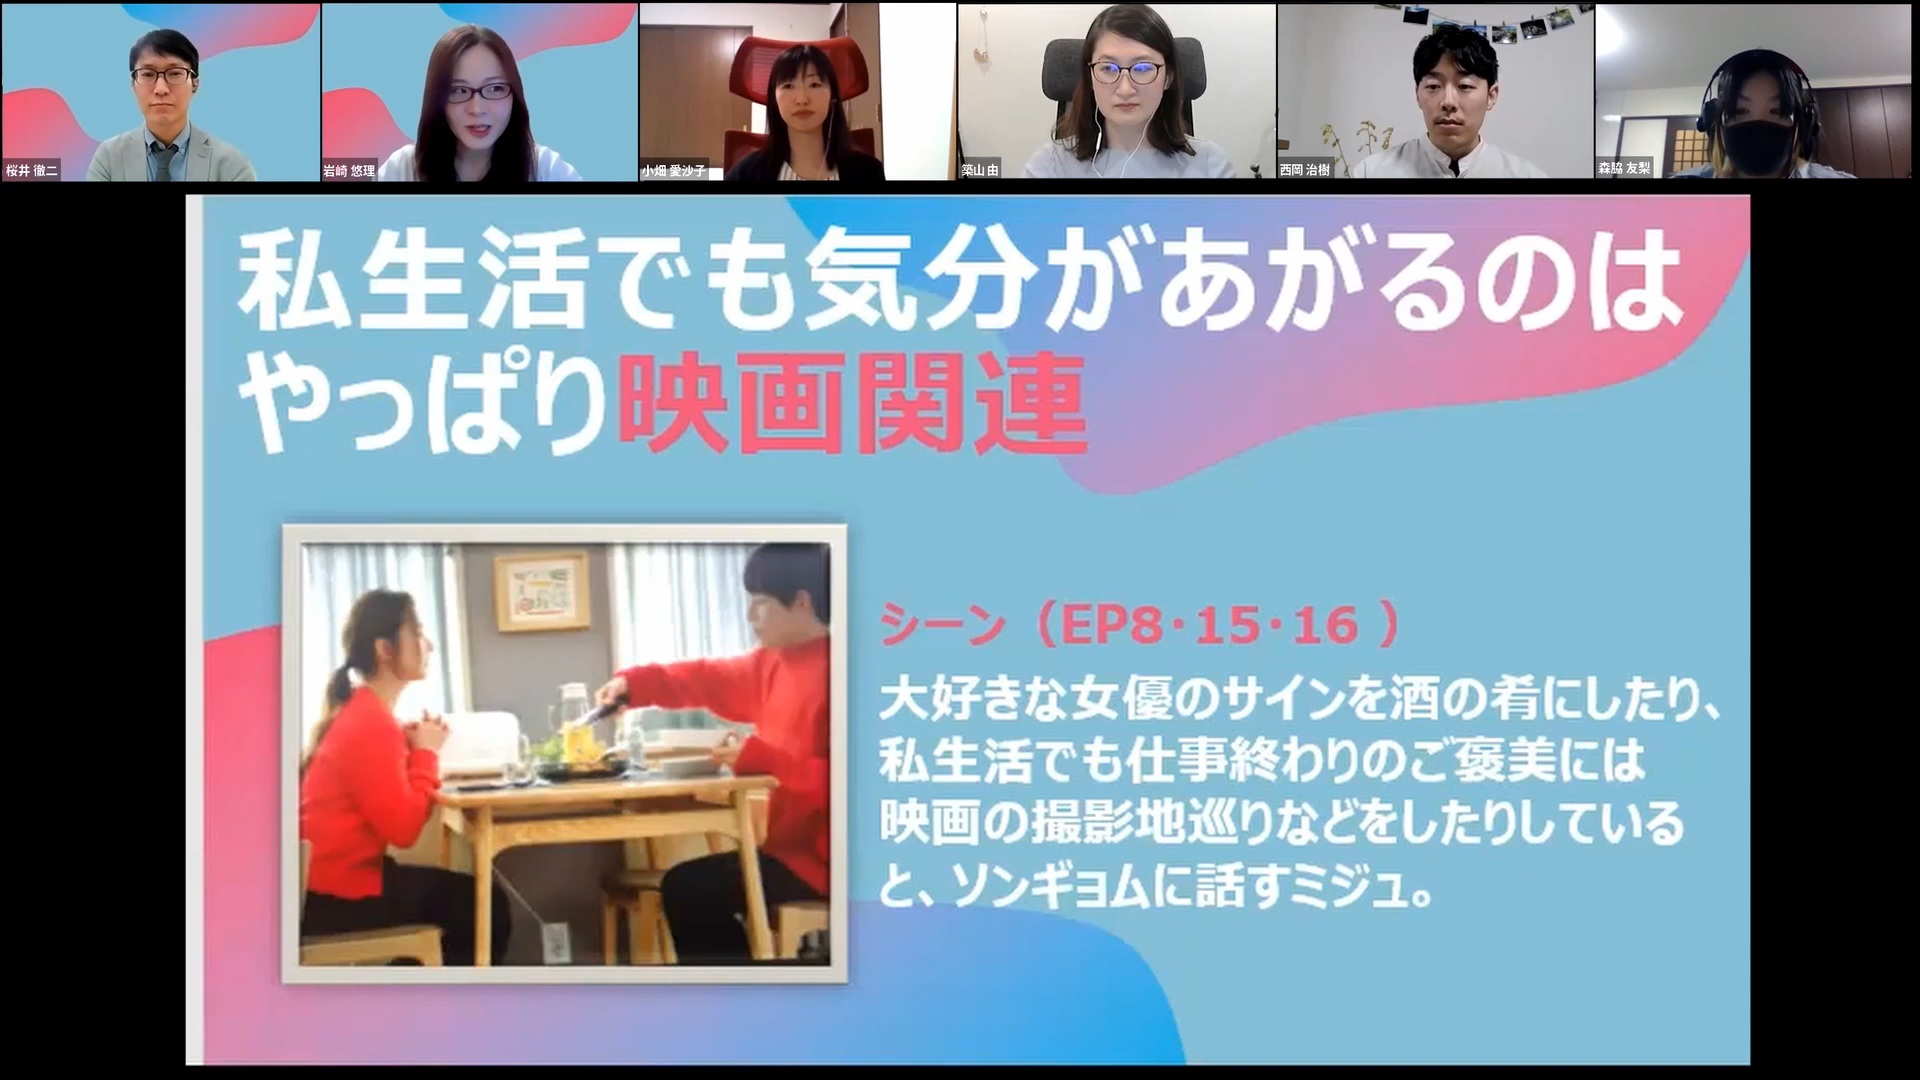 桜井 徹二
岩崎 悠理
小畑 愛沙子
築山 由
西岡 治樹
森脇 友梨
私生活でも気分があがるのは
やっぱり映画関連
シーン（EP8・15・16 ）
大好きな女優のサインを酒の肴にしたり、
私生活でも仕事終わりのご褒美には
映画の撮影地巡りなどをしたりしている
と、ソンギョムに話すミジュ。